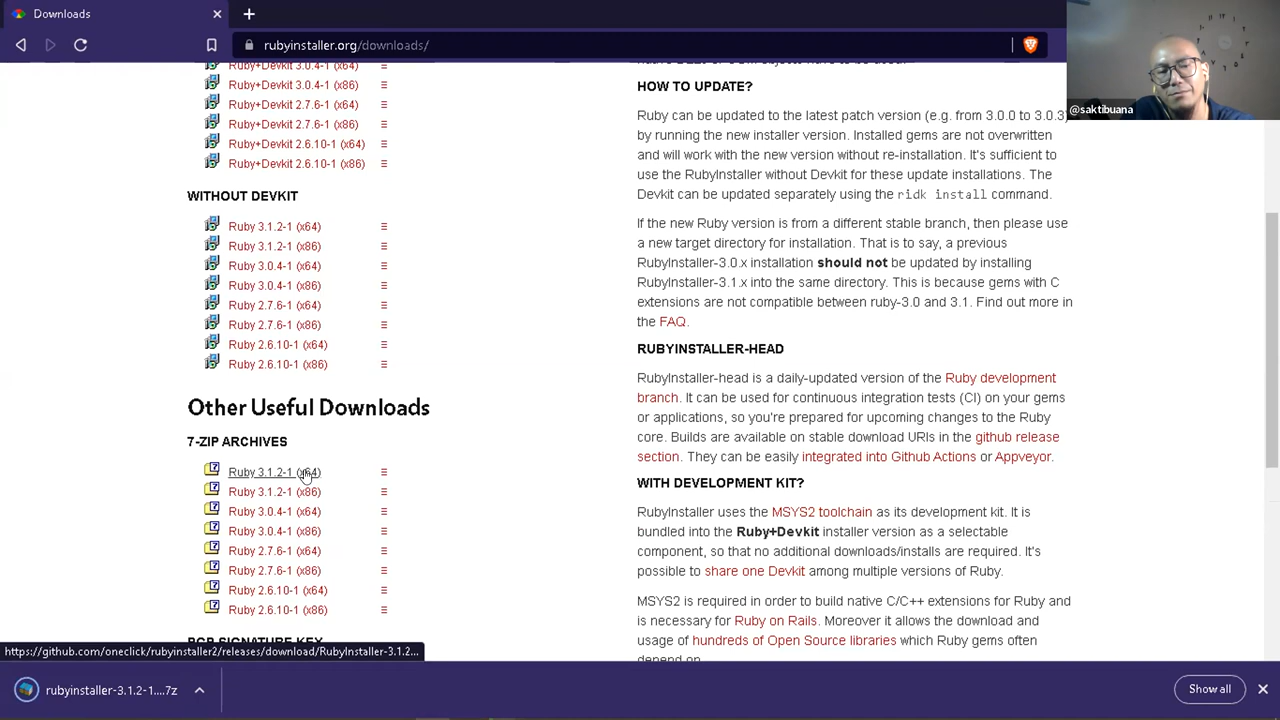 Downloads
rubyinstaller.org/downloads/
@saktibuana
Ruby+Devkit 3.0.4-1 (x64)
Ruby+Devkit 3.0.4-1 (x86)
Ruby+Devkit 2.7.6-1 (x64)
Ruby+Devkit 2.7.6-1 (x86)
Ruby+Devkit 2.6.10-1 (x64)
Ruby+Devkit 2.6.10-1 (x86)
WITHOUT DEVKIT
Ruby 3.1.2-1 (x64)
Ruby 3.1.2-1 (x86)
Ruby 3.0.4-1 (x64)
Ruby 3.0.4-1 (x86)
Ruby 2.7.6-1 (x64)
Ruby 2.7.6-1 (x86)
Ruby 2.6.10-1 (x64)
Ruby 2.6.10-1 (x86)
Other Useful Downloads
7-ZIP ARCHIVES
Ruby 3.1.2-1 (x64)
Ruby 3.1.2-1 (x86)
Ruby 3.0.4-1 (x64)
Ruby 3.0.4-1 (x86)
Ruby 2.7.6-1 (x64)
Ruby 2.7.6-1 (x86)
Ruby 2.6.10-1 (x64)
Ruby 2.6.10-1 (x86)
PGP SIGNATURE KEY
HOW TO UPDATE?
Ruby can be updated to the latest patch version (e.g. from 3.0.0 to 3.0.3)
by running the new installer version. Installed gems are not overwritten
and will work with the new version without re-installation. It's sufficient to
use the RubyInstaller without Devkit for these update installations. The
Devkit can be updated separately using the ridk install command.
If the new Ruby version is from a different stable branch, then please use
a new target directory for installation. That is to say, a previous
RubyInstaller-3.0.x installation should not be updated by installing
RubyInstaller-3.1.x into the same directory. This is because gems with C
extensions are not compatible between ruby-3.0 and 3.1. Find out more in
the FAQ.
RUBYINSTALLER-HEAD
RubyInstaller-head is a daily-updated version of the Ruby development
branch. It can be used for continuous integration tests (CI) on your gems
or applications, so you're prepared for upcoming changes to the Ruby
core. Builds are available on stable download URIs in the github release
section. They can be easily integrated into Github Actions or Appveyor.
WITH DEVELOPMENT KIT?
RubyInstaller uses the MSYS2 toolchain as its development kit. It is
bundled into the Ruby+Devkit installer version as a selectable
component, so that no additional downloads/installs are required. It's
possible to share one Devkit among multiple versions of Ruby.
MSYS2 is required in order to build native C/C++ extensions for Ruby and
is necessary for Ruby on Rails. Moreover it allows the download and
usage of hundreds of Open Source libraries which Ruby gems often
depend on.
https://github.com/oneclick/rubyinstaller2/releases/download/RubyInstaller-3.1.2...
rubyinstaller-3.1.2-1....7z
Show all